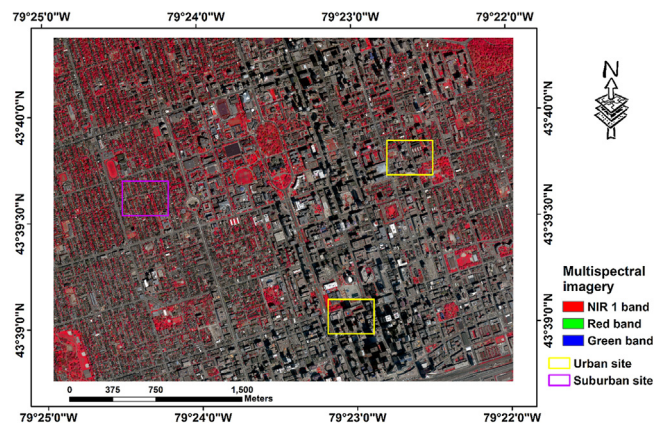 79°25'0"W 79°24'0"W 79°23'0"W 79°22'0"W
N
43°40'0"N 43°40'0"N
43°39'30"N 43°39'30"N
43°39'0"N 43°39'0"N
Multispectral
imagery
NIR 1 band
Red band
Green band
Urban site
Suburban site
0 375 750 1,500
Meters
79°25'0"W 79°24'0"W 79°23'0"W 79°22'0"W